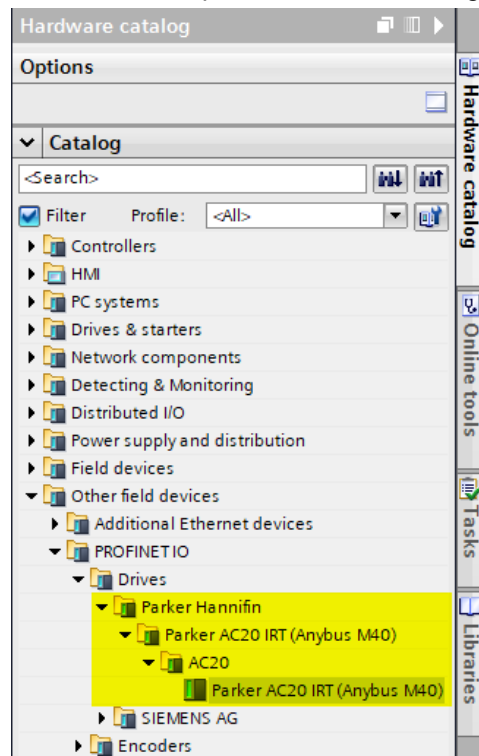 Hardware catalog
Options
Catalog
<Search>
Filter Profile: <All>
Controllers
HMI
PC systems
Drives & starters
Network components
Detecting & Monitoring
Distributed I/O
Power supply and distribution
Field devices
Other field devices
Additional Ethernet devices
PROFINET IO
Drives
Parker Hannifin
Parker AC20 IRT (Anybus M40)
AC20
Parker AC20 IRT (Anybus M40)
SIEMENS AG
Encoders
Hardware catalog
Online tools
Tasks
Libraries